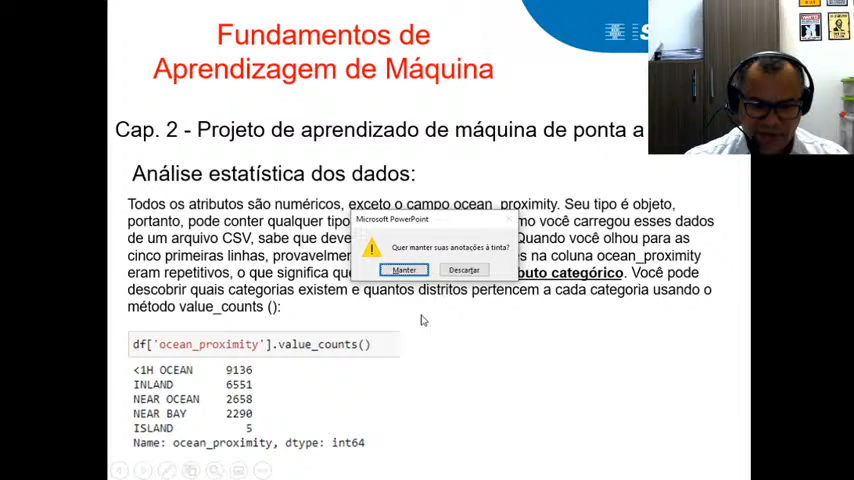 Fundamentos de
Aprendizagem de Máquina
Cap. 2 - Projeto de aprendizado de máquina de ponta a
Análise estatística dos dados:
Todos os atributos são numéricos, exceto o campo ocean_proximity. Seu tipo é objeto,
portanto, pode conter qualquer tipo mo você carregou esses dados
de um arquivo CSV, sabe que deve Quando você olhou para as
cinco primeiras linhas, provavelmen s na coluna ocean_proximity
eram repetitivos, o que significa que buto categórico. Você pode
descobrir quais categorias existem e quantos distritos pertencem a cada categoria usando o
método value_counts ():
Microsoft PowerPoint
Quer manter suas anotações à tinta?
Manter Descartar
df['ocean_proximity'].value_counts()
<1H OCEAN 9136
INLAND 6551
NEAR OCEAN 2658
NEAR BAY 2290
ISLAND 5
Name: ocean_proximity, dtype: int64
WANTED